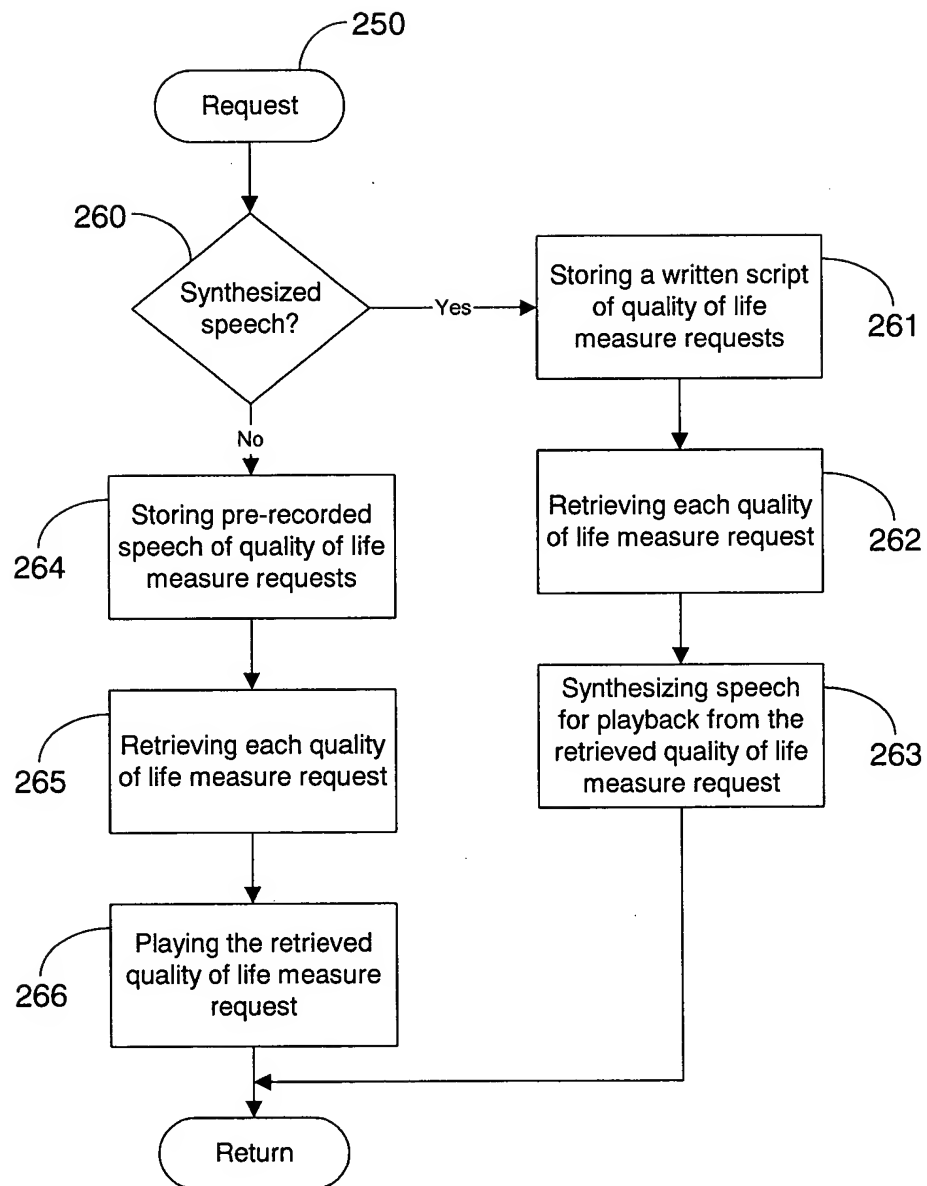 250
Request
260
Synthesized
speech?
Yes
Storing a written script
of quality of life
measure requests
261
No
Retrieving each quality
of life measure request
262
Storing pre-recorded
speech of quality of life
measure requests
264
Synthesizing speech
for playback from the
retrieved quality of life
measure request
263
Retrieving each quality
of life measure request
265
Playing the retrieved
quality of life measure
request
266
Return